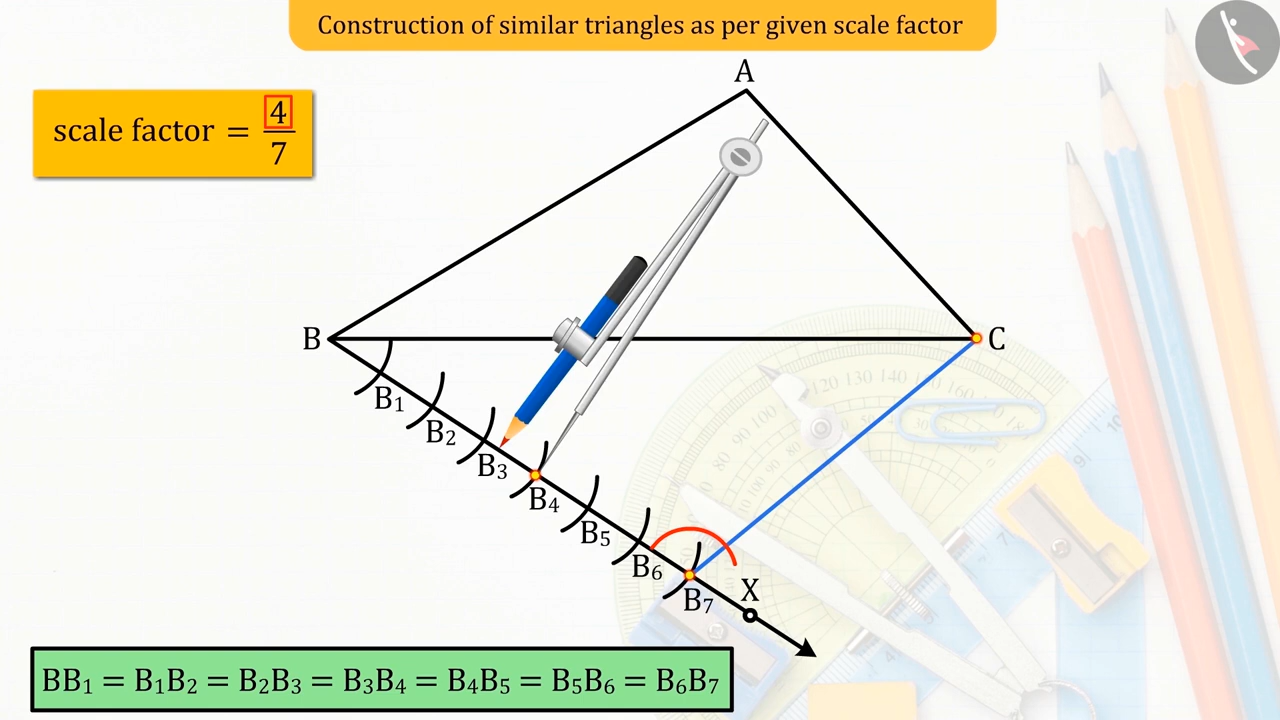 Construction of similar triangles as per given scale factor
A
scale factor = 4/7
B
C
B₁
B₂
B₃
B₄
B₅
B₆
X
B₇
BB₁ = B₁B₂ = B₂B₃ = B₃B₄ = B₄B₅ = B₅B₆ = B₆B₇